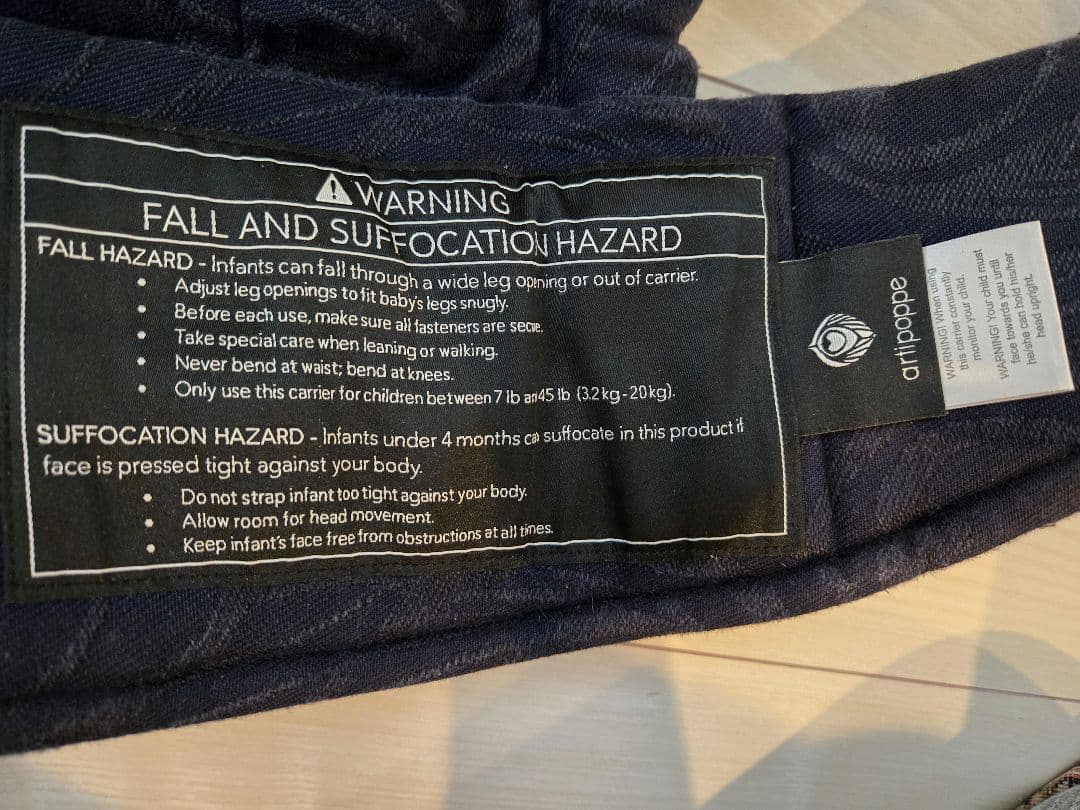 WARNING
FALL AND SUFFOCATION HAZARD
FALL HAZARD - Infants can fall through a wide leg opening or out of carrier.
• Adjust leg openings to fit baby's legs snugly.
• Before each use, make sure all fasteners are secure.
• Take special care when leaning or walking.
• Never bend at waist; bend at knees.
• Only use this carrier for children between 7 lb and 45 lb (3.2 kg - 20 kg).
SUFFOCATION HAZARD - Infants under 4 months can suffocate in this product if
face is pressed tight against your body.
• Do not strap infant too tight against your body.
• Allow room for head movement.
• Keep infant's face free from obstructions at all times.
artipoppe
WARNING! When using
this carrier constantly
monitor your child.
WARNING! Your child must
face towards you until
he/she can hold his/her
head upright.